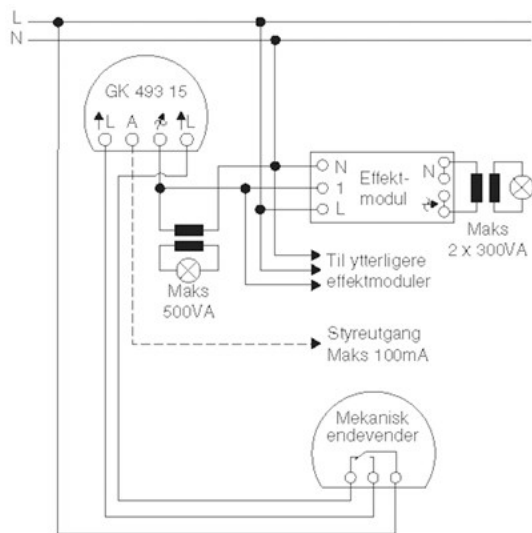 L
N
GK 493 15
L A L
N
1
L
Effekt-
modul
N
Maks
2 x 300VA
Maks
500VA
Til ytterligere
effektmoduler
Styreutgang
Maks 100mA
Mekanisk
endevender